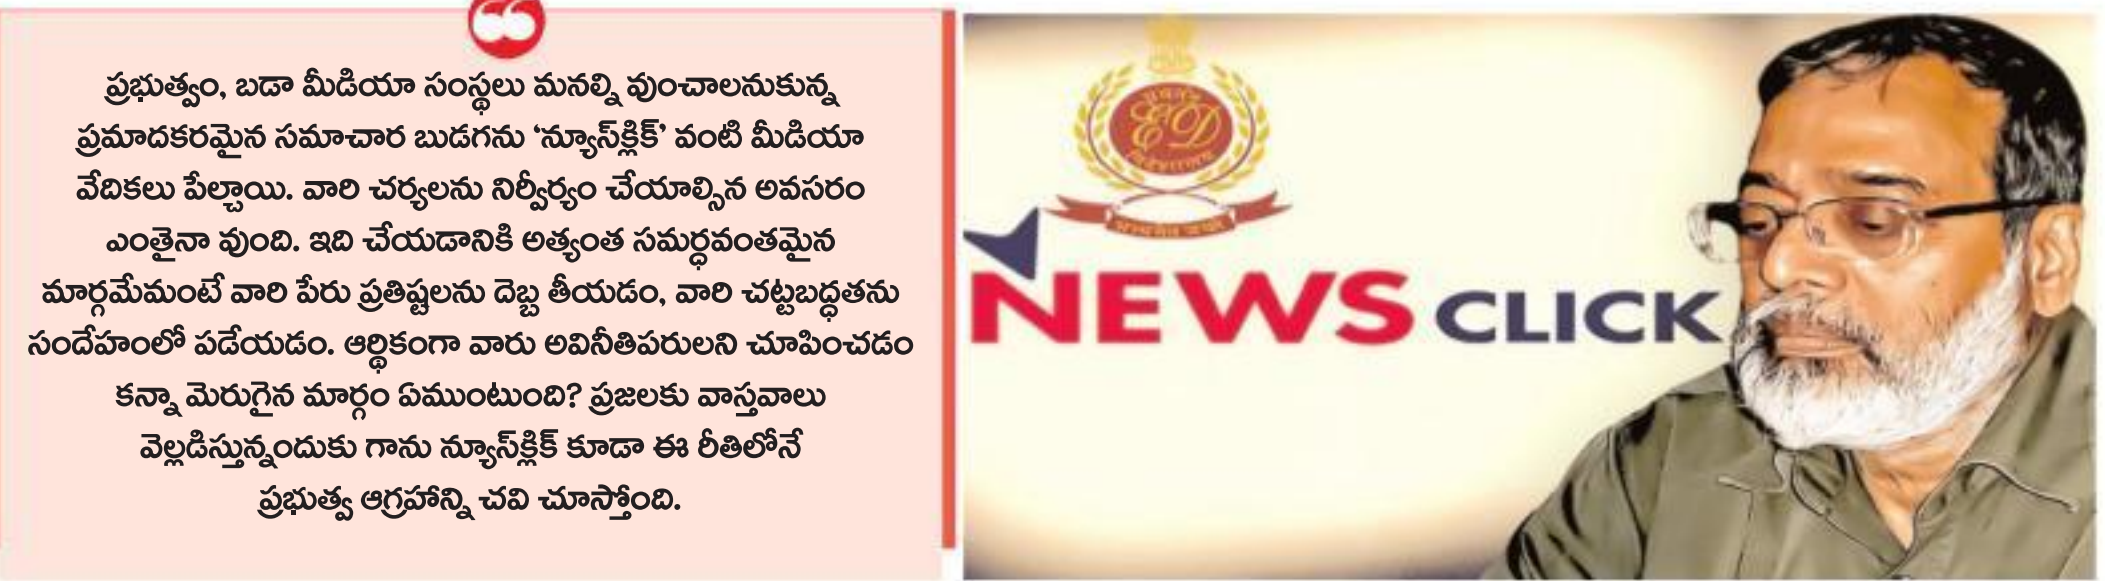 ప్రభుత్వం, బడా మీడియా సంస్థలు మనల్ని వుంచాలనుకున్న
ప్రమాదకరమైన సమాచార బుడగను ‘న్యూస్‌క్లిక్’ వంటి మీడియా
వేదికలు పేల్చాయి. వారి చర్యలను నిర్వీర్యం చేయాల్సిన అవసరం
ఎంతైనా వుంది. ఇది చేయడానికి అత్యంత సమర్ధవంతమైన
మార్గమేమంటే వారి పేరు ప్రతిష్టలను దెబ్బ తీయడం, వారి చట్టబద్ధతను
సందేహంలో పడేయడం. ఆర్థికంగా వారు అవినీతిపరులని చూపించడం
కన్నా మెరుగైన మార్గం ఏముంటుంది? ప్రజలకు వాస్తవాలు
వెల్లడిస్తున్నందుకు గాను న్యూస్‌క్లిక్ కూడా ఈ రీతిలోనే
ప్రభుత్వ ఆగ్రహాన్ని చవి చూస్తోంది.
ED
NEWSCLICK